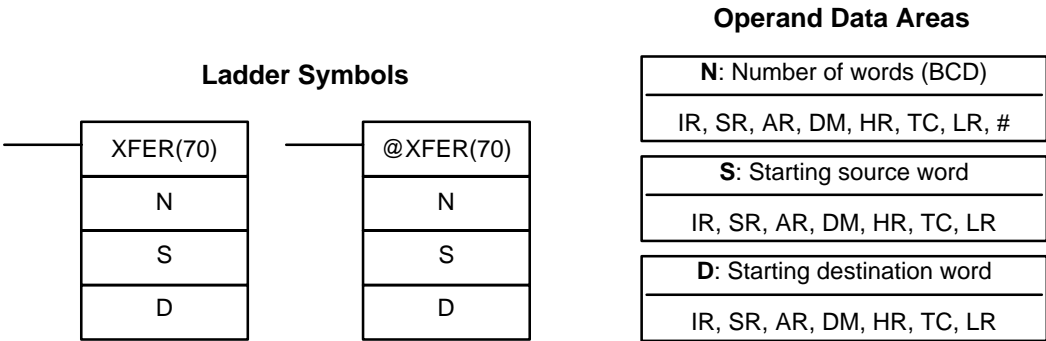 Ladder Symbols
XFER(70)
N
S
D
@XFER(70)
N
S
D
Operand Data Areas
N: Number of words (BCD)
IR, SR, AR, DM, HR, TC, LR, #
S: Starting source word
IR, SR, AR, DM, HR, TC, LR
D: Starting destination word
IR, SR, AR, DM, HR, TC, LR